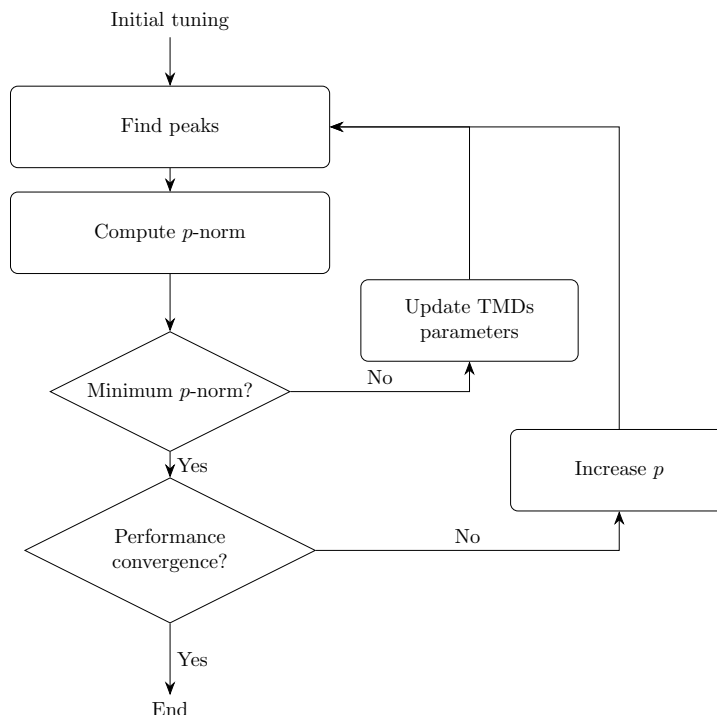 Initial tuning
Find peaks
Compute p-norm
Update TMDs
parameters
Minimum p-norm?
No
Yes
Increase p
Performance
convergence?
No
Yes
End